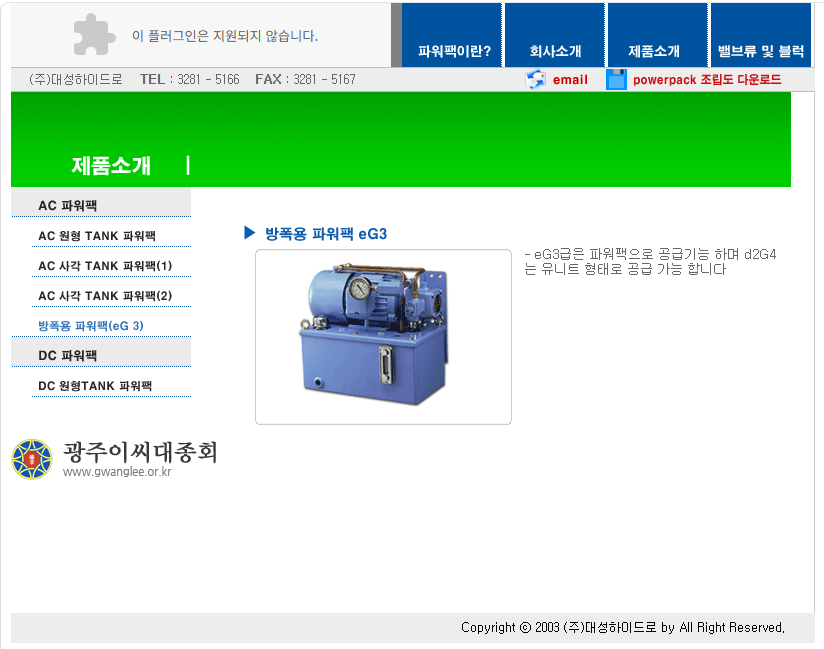 이 플러그인은 지원되지 않습니다.
파워팩이란?
회사소개
제품소개
밸브류 및 블럭
(주)대성하이드로 TEL : 3281 - 5166 FAX : 3281 - 5167
email
powerpack 조립도 다운로드
제품소개 |
AC 파워팩
AC 원형 TANK 파워팩
AC 사각 TANK 파워팩(1)
AC 사각 TANK 파워팩(2)
방폭용 파워팩(eG 3)
DC 파워팩
DC 원형TANK 파워팩
방폭용 파워팩 eG3
- eG3급은 파워팩으로 공급기능 하며 d2G4
는 유니트 형태로 공급 가능 합니다
광주이씨대종회
www.gwanglee.or.kr
Copyright ⓒ 2003 (주)대성하이드로 by All Right Reserved.